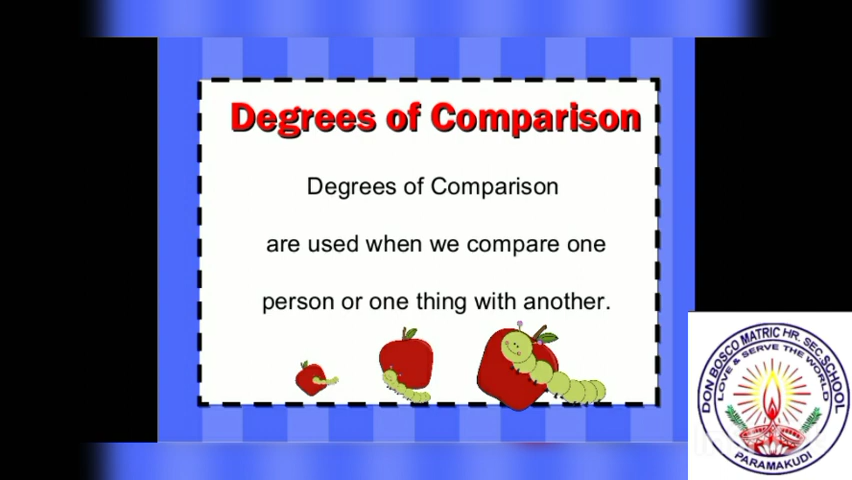 Degrees of Comparison
Degrees of Comparison
are used when we compare one
person or one thing with another.
DON BOSCO MATRIC HR. SEC. SCHOOL
LOVE & SERVE THE WORLD
PARAMAKUDI